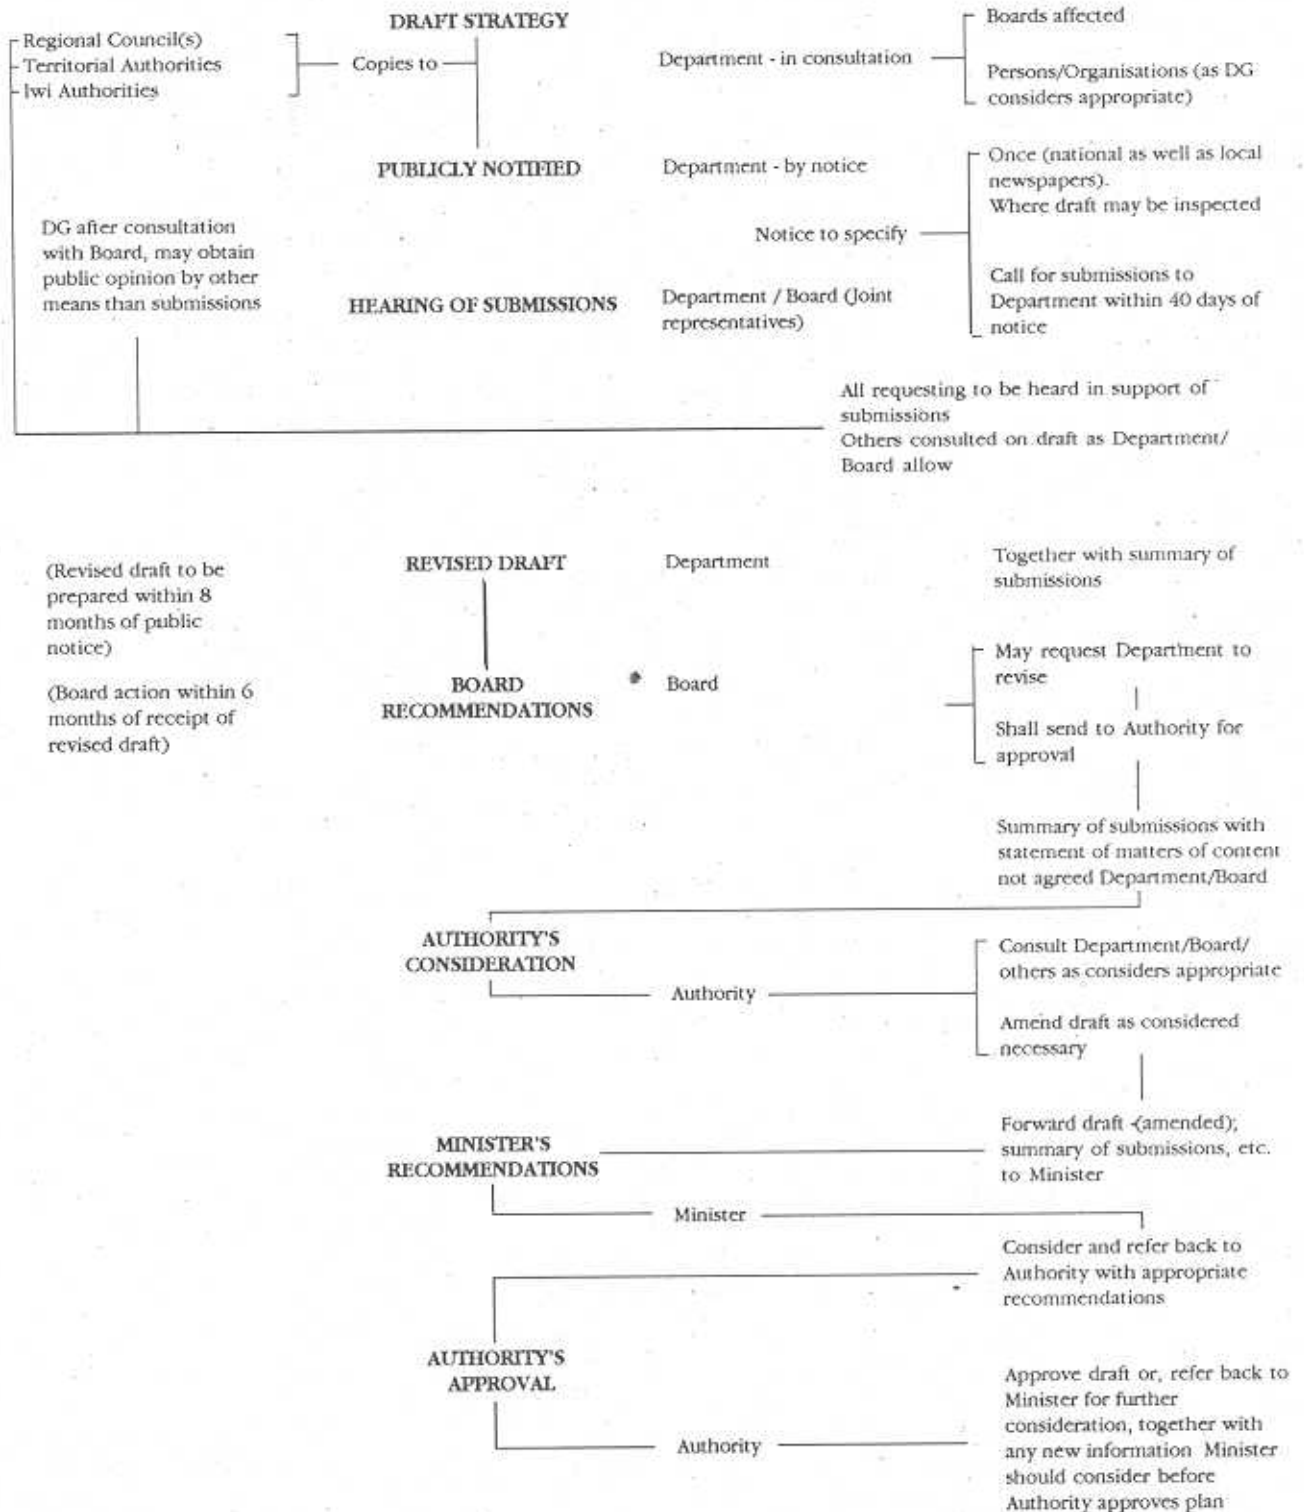 DRAFT STRATEGY
Regional Council(s)
Territorial Authorities
Iwi Authorities
Copies to
Department - in consultation
Boards affected
Persons/Organisations (as DG
considers appropriate)
PUBLICLY NOTIFIED
Department - by notice
Once (national as well as local
newspapers).
Where draft may be inspected
Notice to specify
Call for submissions to
Department within 40 days of
notice
DG after consultation
with Board, may obtain
public opinion by other
means than submissions
HEARING OF SUBMISSIONS
Department / Board (Joint
representatives)
All requesting to be heard in support of
submissions
Others consulted on draft as Department/
Board allow
(Revised draft to be
prepared within 8
months of public
notice)
REVISED DRAFT
Department
Together with summary of
submissions
(Board action within 6
months of receipt of
revised draft)
BOARD
RECOMMENDATIONS
Board
May request Department to
revise
Shall send to Authority for
approval
Summary of submissions with
statement of matters of content
not agreed Department/Board
AUTHORITY'S
CONSIDERATION
Authority
Consult Department/Board/
others as considers appropriate
Amend draft as considered
necessary
MINISTER'S
RECOMMENDATIONS
Forward draft -(amended);
summary of submissions, etc.
to Minister
Minister
Consider and refer back to
Authority with appropriate
recommendations
AUTHORITY'S
APPROVAL
Authority
Approve draft or, refer back to
Minister for further
consideration, together with
any new information Minister
should consider before
Authority approves plan